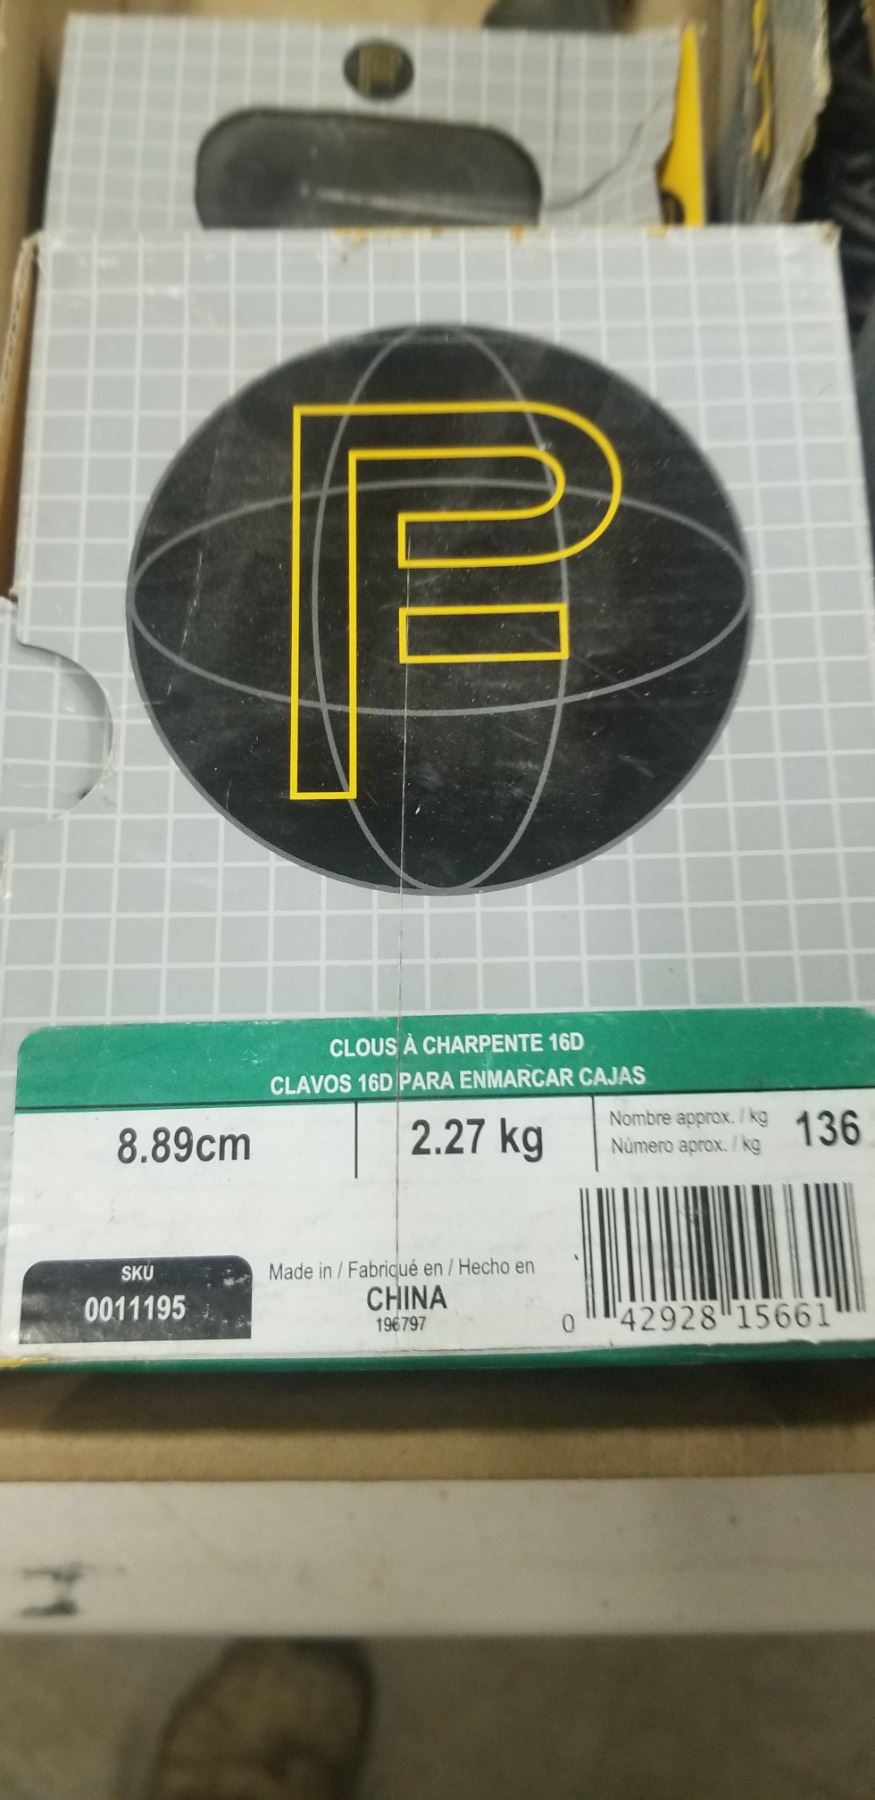 CLOUS À CHARPENTE 16D
CLAVOS 16D PARA ENMARCAR CAJAS
8.89cm
2.27 kg
Nombre approx. / kg
Número aprox. / kg
136
SKU
0011195
Made in / Fabriqué en / Hecho en
CHINA
196797
0 42928 15661